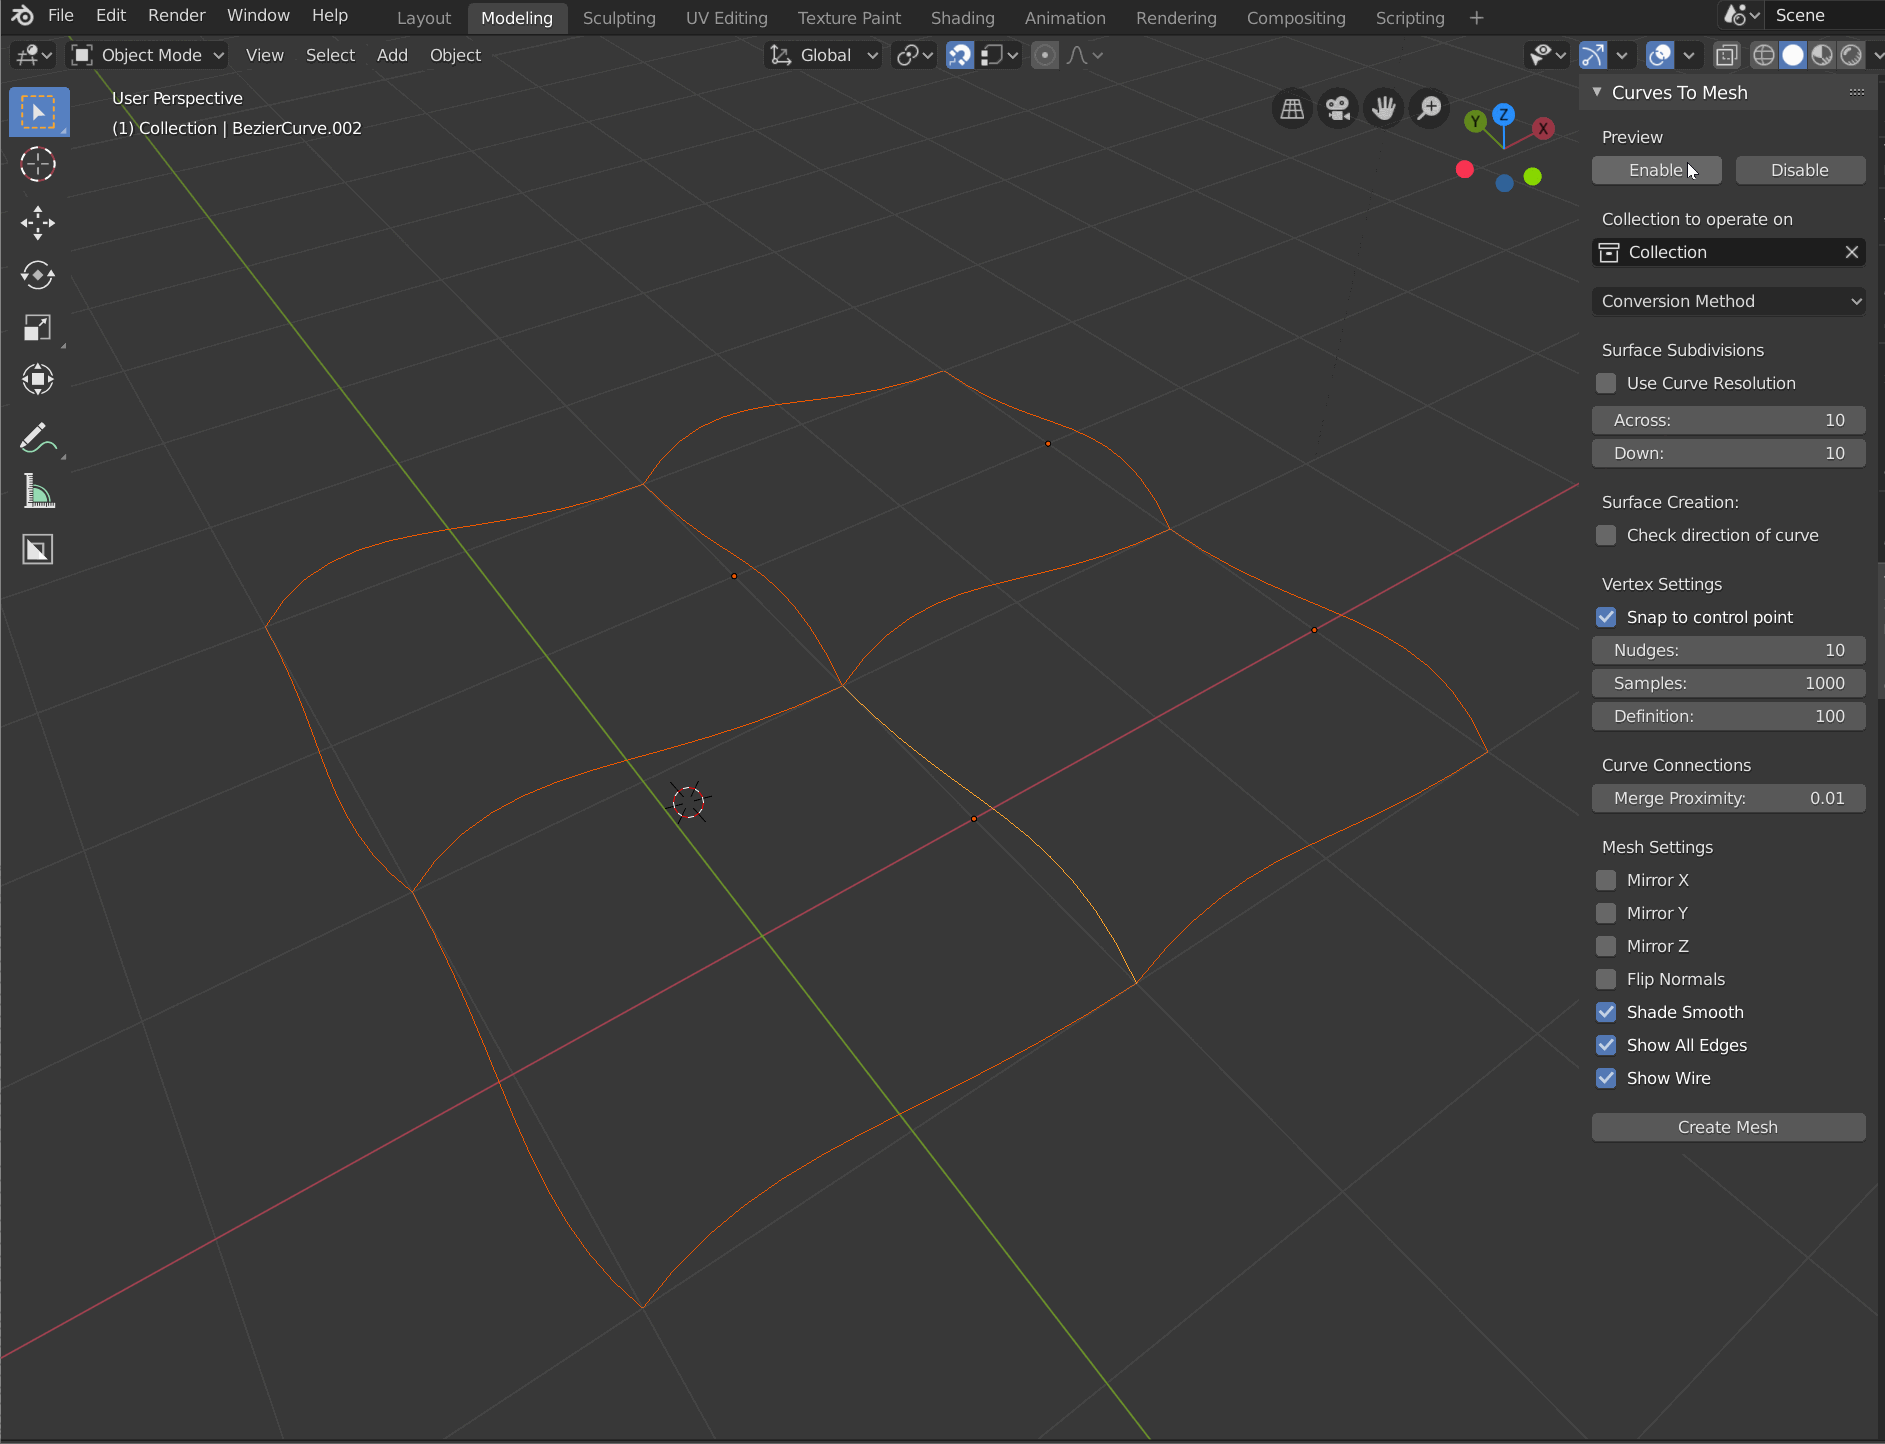 File Edit Render Window Help Layout Modeling Sculpting UV Editing Texture Paint Shading Animation Rendering Compositing Scripting + Scene
Object Mode View Select Add Object Global
User Perspective
(1) Collection | BezierCurve.002
Y Z X
Curves To Mesh
Preview
Enable Disable
Collection to operate on
Collection
Conversion Method
Surface Subdivisions
Use Curve Resolution
Across: 10
Down: 10
Surface Creation:
Check direction of curve
Vertex Settings
Snap to control point
Nudges: 10
Samples: 1000
Definition: 100
Curve Connections
Merge Proximity: 0.01
Mesh Settings
Mirror X
Mirror Y
Mirror Z
Flip Normals
Shade Smooth
Show All Edges
Show Wire
Create Mesh